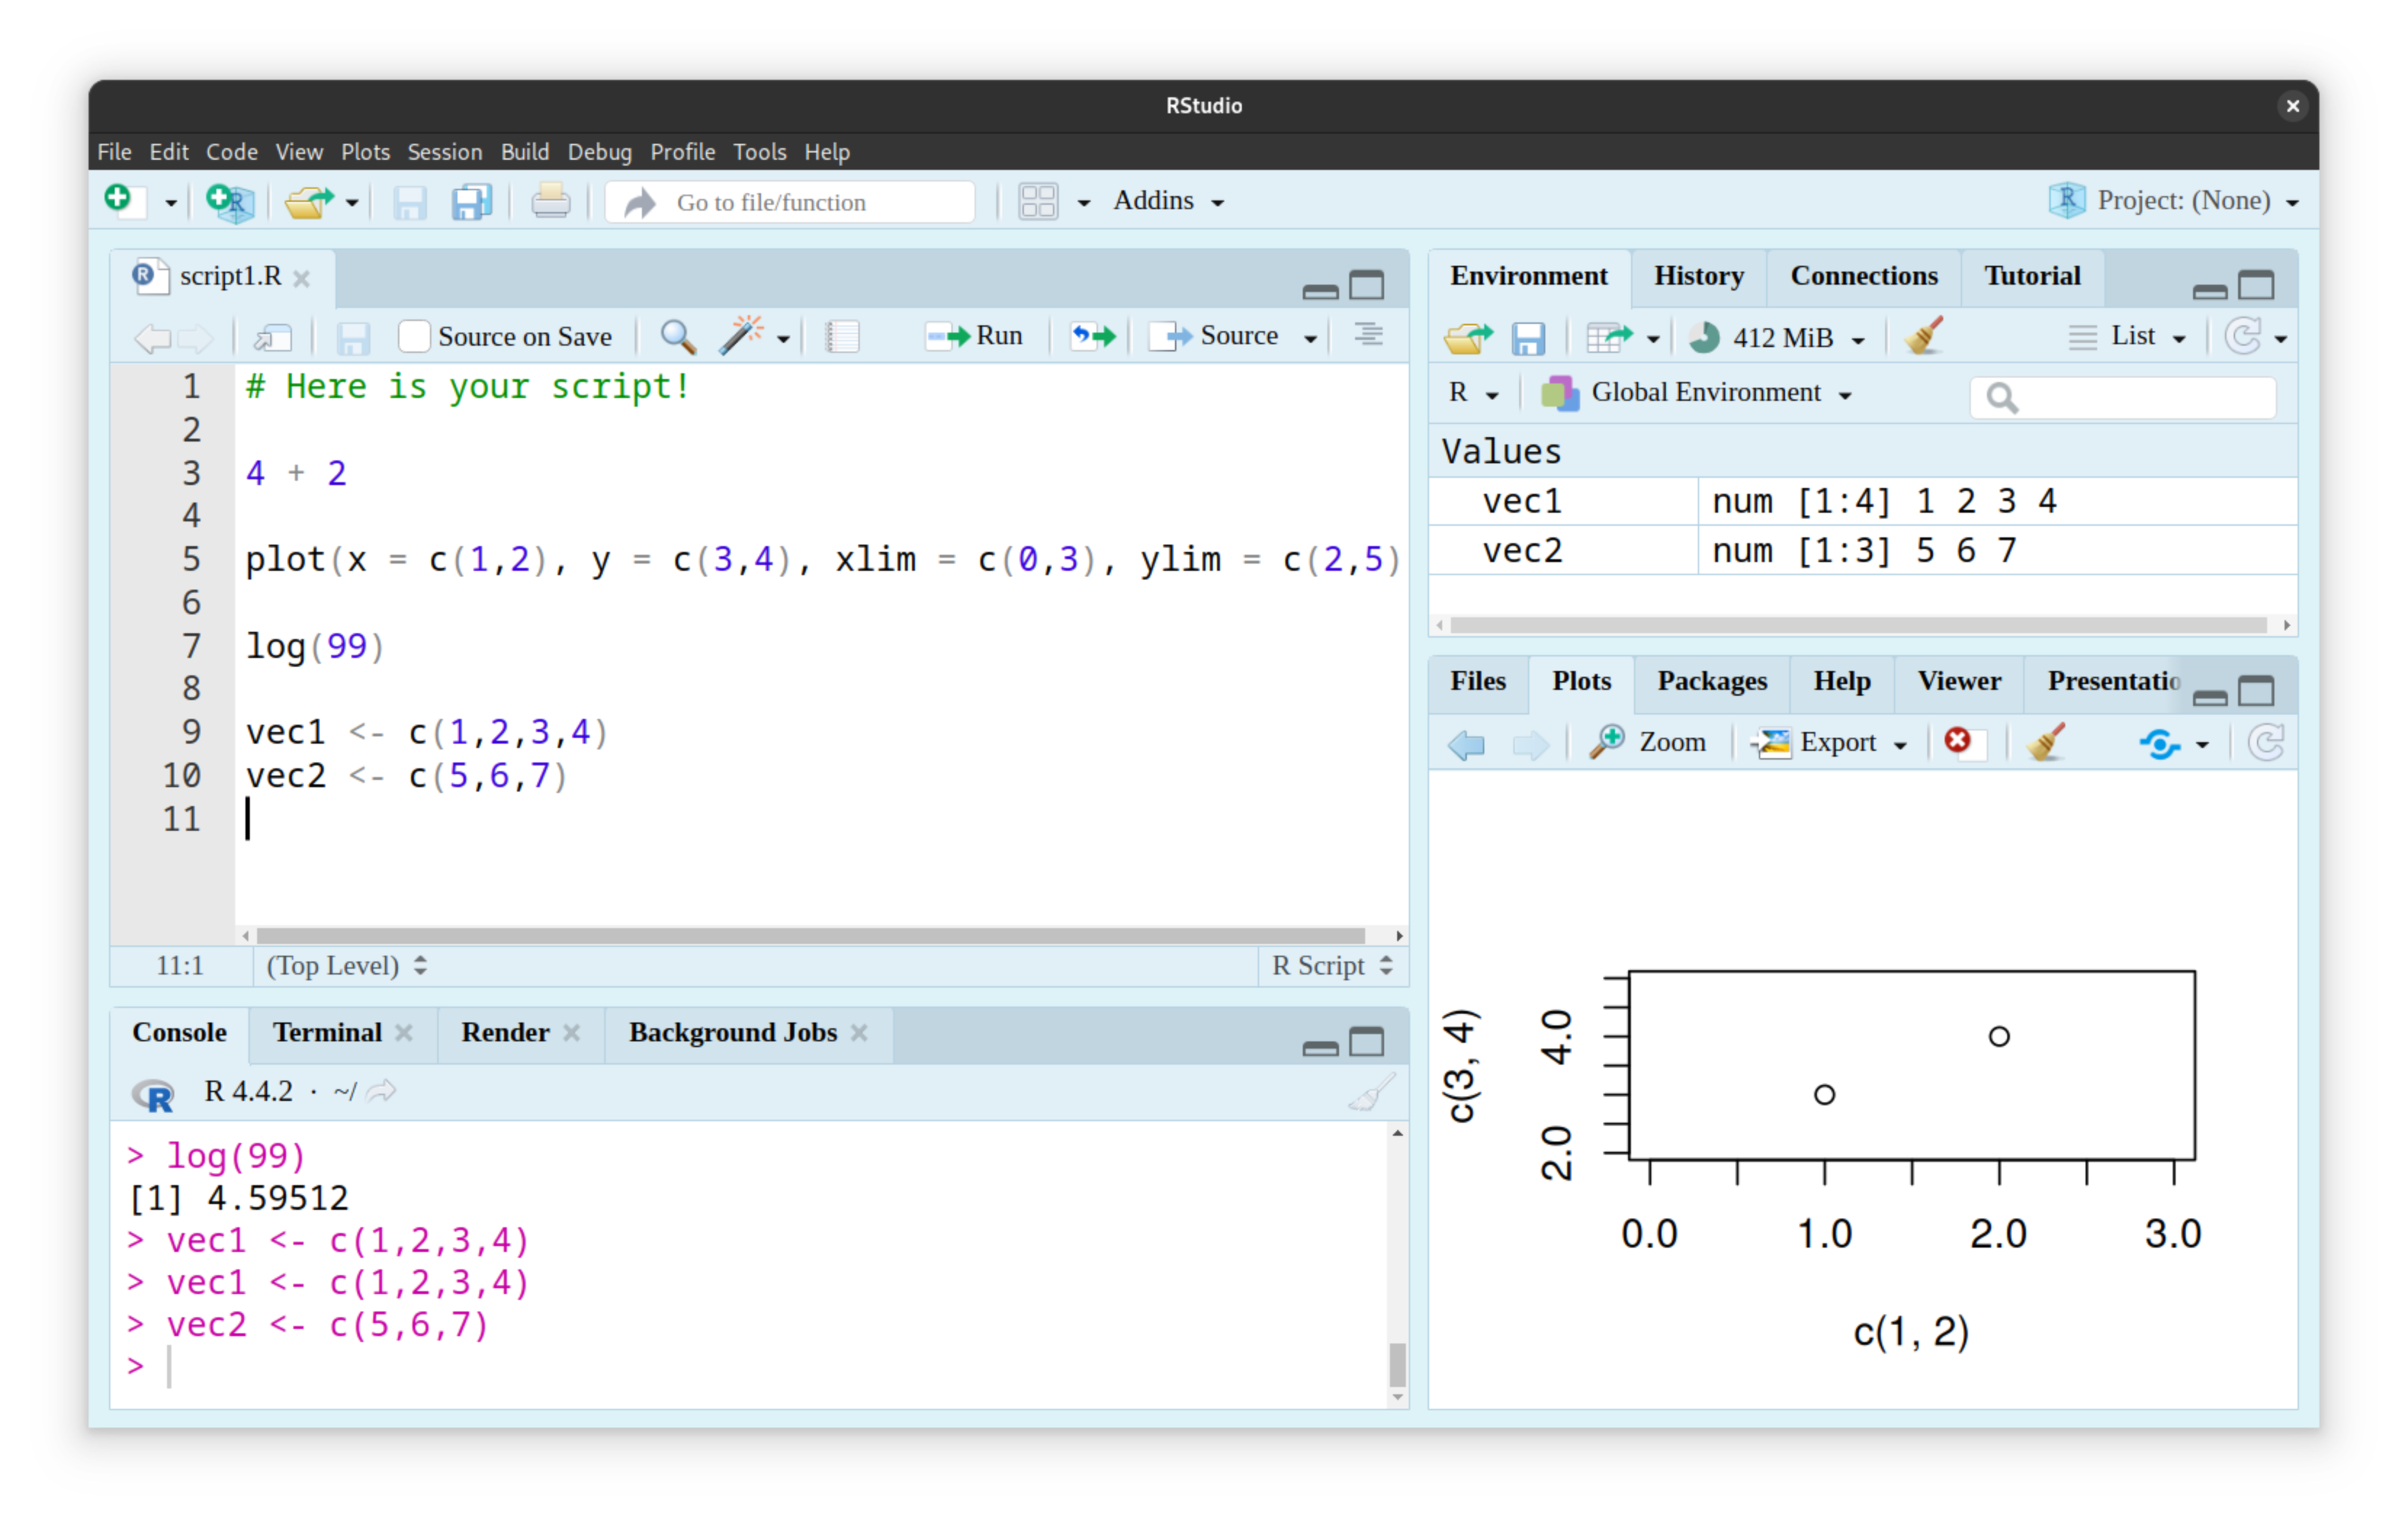 RStudio
File Edit Code View Plots Session Build Debug Profile Tools Help
Go to file/function Addins Project: (None)
script1.R
Source on Save Run Source
1 # Here is your script!
2
3 4 + 2
4
5 plot(x = c(1,2), y = c(3,4), xlim = c(0,3), ylim = c(2,5)
6
7 log(99)
8
9 vec1 <- c(1,2,3,4)
10 vec2 <- c(5,6,7)
11
11:1 (Top Level) R Script
Console Terminal Render Background Jobs
R 4.4.2 · ~/
> log(99)
[1] 4.59512
> vec1 <- c(1,2,3,4)
> vec1 <- c(1,2,3,4)
> vec2 <- c(5,6,7)
>
Environment History Connections Tutorial
412 MiB List
R Global Environment
Values
vec1 num [1:4] 1 2 3 4
vec2 num [1:3] 5 6 7
Files Plots Packages Help Viewer Presentatio
Zoom Export
c(3, 4)
4.0
2.0
0.0 1.0 2.0 3.0
c(1, 2)